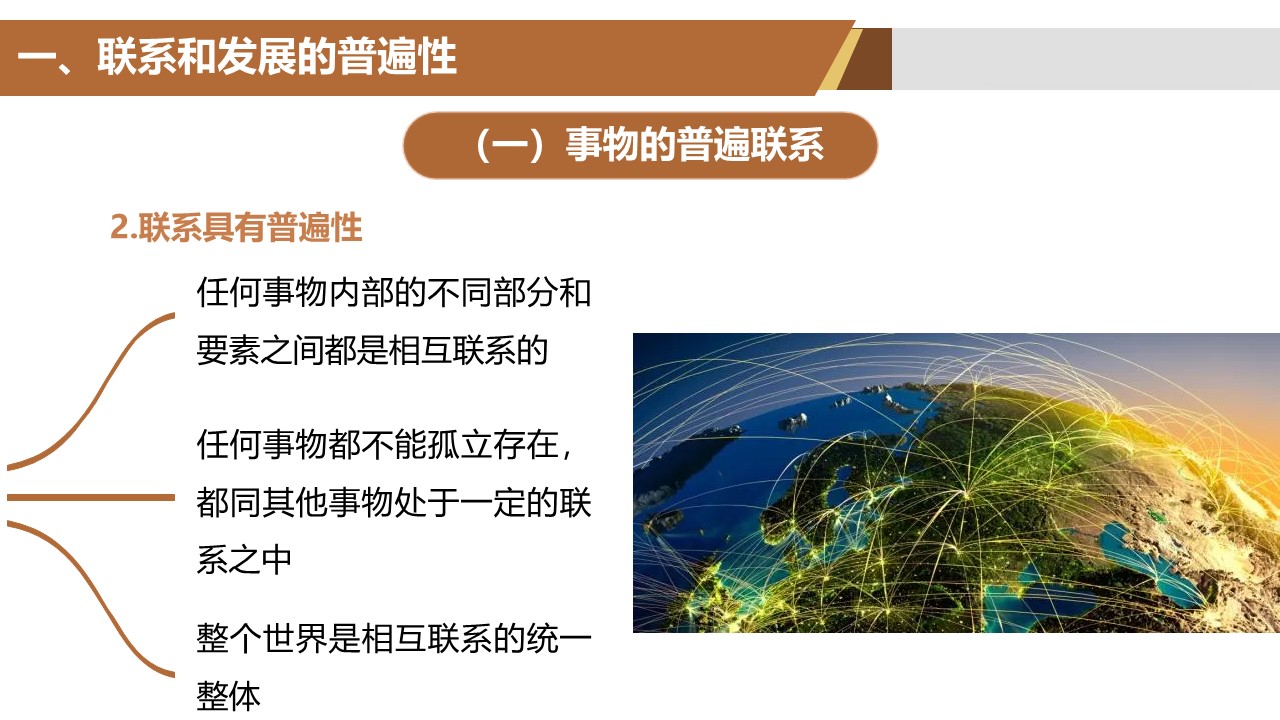 一、联系和发展的普遍性
（一）事物的普遍联系
2.联系具有普遍性
任何事物内部的不同部分和
要素之间都是相互联系的
任何事物都不能孤立存在，
都同其他事物处于一定的联
系之中
整个世界是相互联系的统一
整体